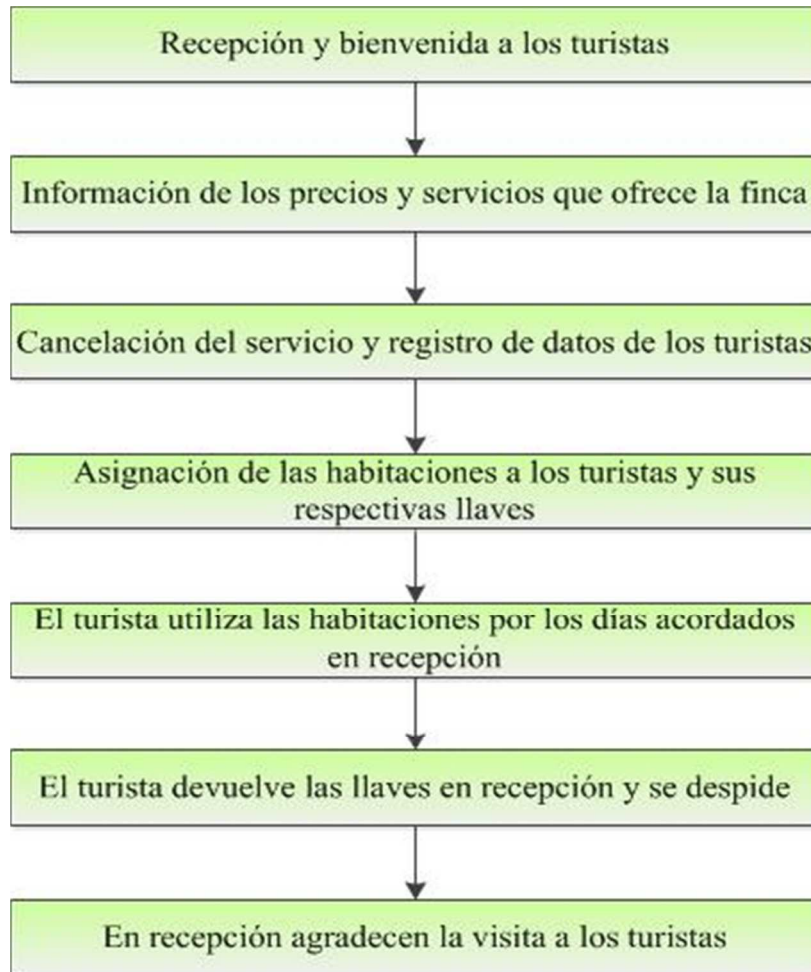 Recepción y bienvenida a los turistas
Información de los precios y servicios que ofrece la finca
Cancelación del servicio y registro de datos de los turistas
Asignación de las habitaciones a los turistas y sus
respectivas llaves
El turista utiliza las habitaciones por los días acordados
en recepción
El turista devuelve las llaves en recepción y se despide
En recepción agradecen la visita a los turistas